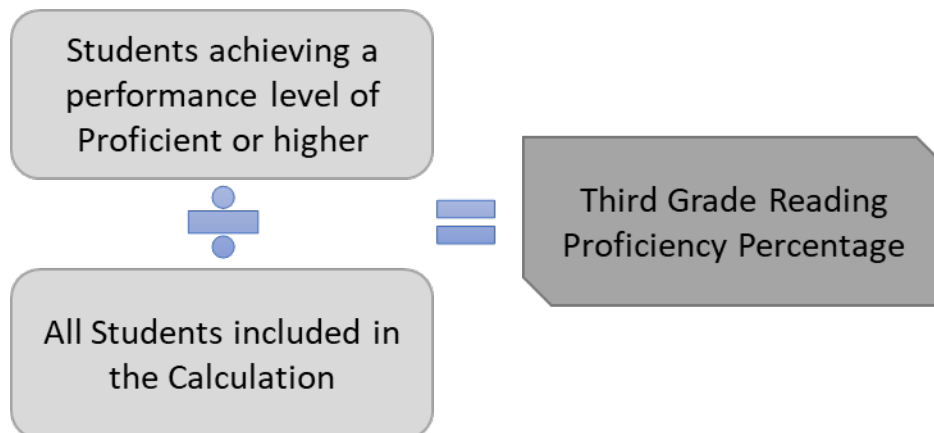 Students achieving a
performance level of
Proficient or higher
All Students included in
the Calculation
Third Grade Reading
Proficiency Percentage